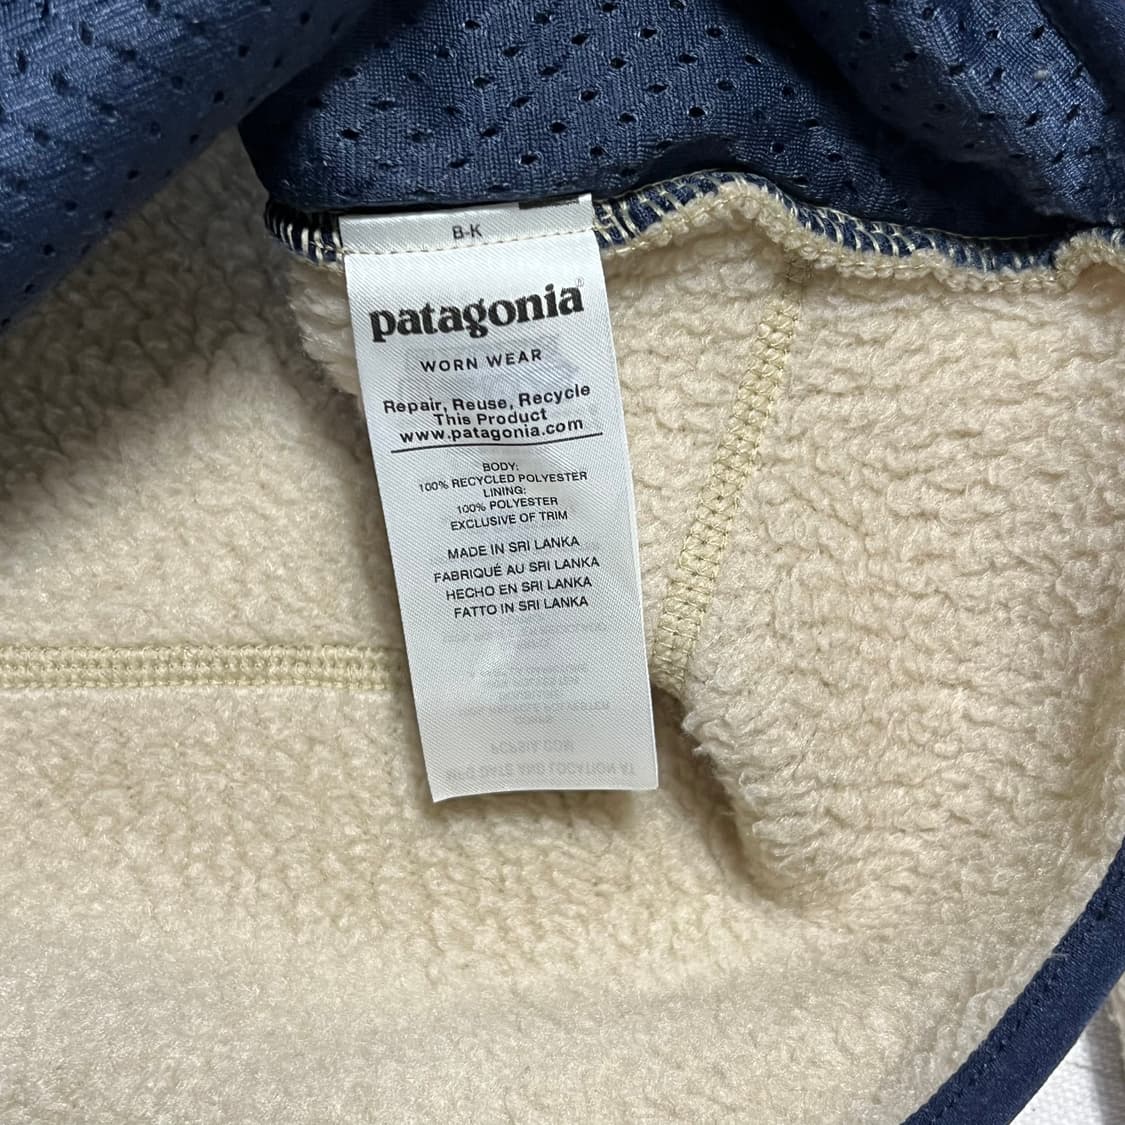 B-K
patagonia®
WORN WEAR
Repair, Reuse, Recycle
This Product
www.patagonia.com
BODY:
100% RECYCLED POLYESTER
LINING:
100% POLYESTER
EXCLUSIVE OF TRIM
MADE IN SRI LANKA
FABRIQUÉ AU SRI LANKA
HECHO EN SRI LANKA
FATTO IN SRI LANKA